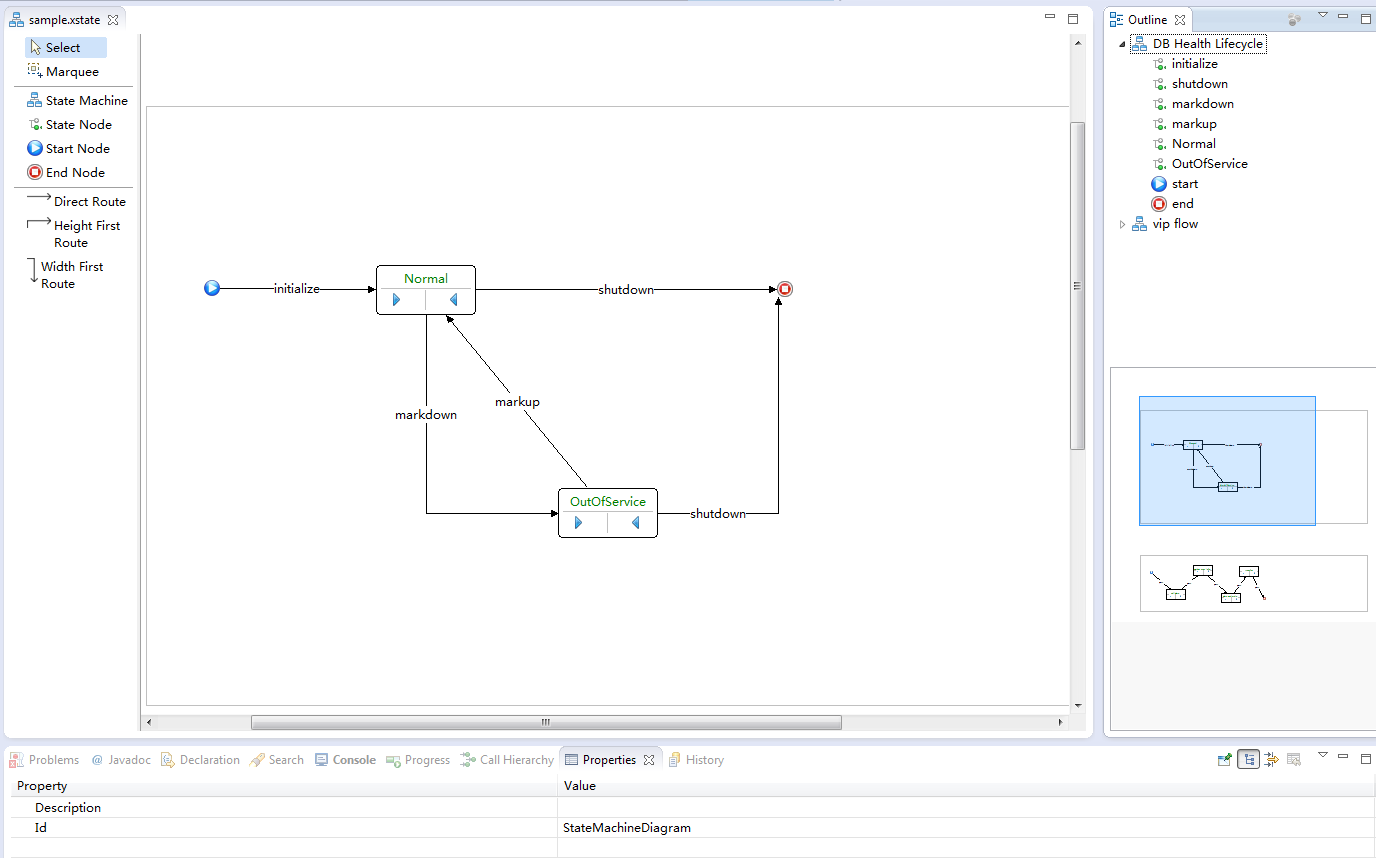 sample.xstate
Select
Marquee
State Machine
State Node
Start Node
End Node
Direct Route
Height First
Route
Width First
Route
initialize
Normal
shutdown
markdown
markup
OutOfService
shutdown
Outline
DB Health Lifecycle
initialize
shutdown
markdown
markup
Normal
OutOfService
start
end
vip flow
Problems @ Javadoc Declaration Search Console Progress Call Hierarchy Properties History
Property Value
Description
Id StateMachineDiagram